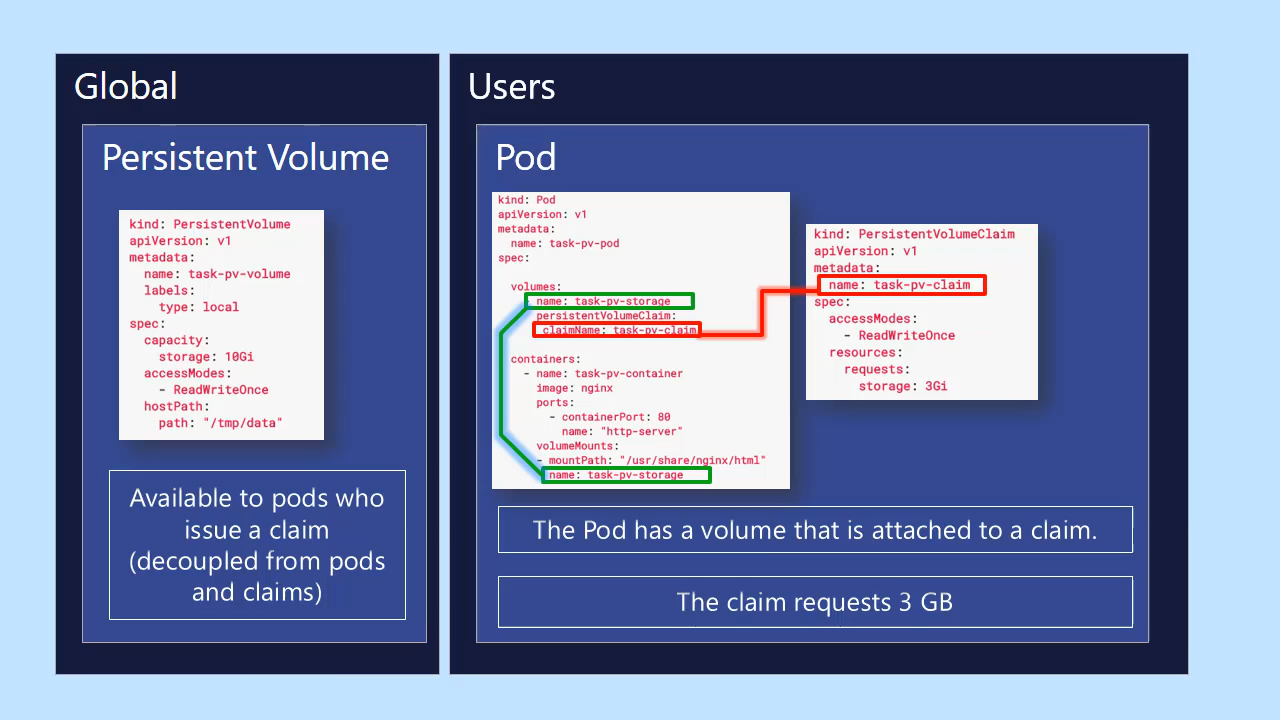 Global
Persistent Volume
kind: PersistentVolume
apiVersion: v1
metadata:
name: task-pv-volume
labels:
type: local
spec:
capacity:
storage: 10Gi
accessModes:
- ReadWriteOnce
hostPath:
path: "/tmp/data"
Available to pods who
issue a claim
(decoupled from pods
and claims)
Users
Pod
kind: Pod
apiVersion: v1
metadata:
name: task-pv-pod
spec:
volumes:
- name: task-pv-storage
persistentVolumeClaim:
claimName: task-pv-claim
containers:
- name: task-pv-container
image: nginx
ports:
- containerPort: 80
name: "http-server"
volumeMounts:
- mountPath: "/usr/share/nginx/html"
name: task-pv-storage
kind: PersistentVolumeClaim
apiVersion: v1
metadata:
name: task-pv-claim
spec:
accessModes:
- ReadWriteOnce
resources:
requests:
storage: 3Gi
The Pod has a volume that is attached to a claim.
The claim requests 3 GB